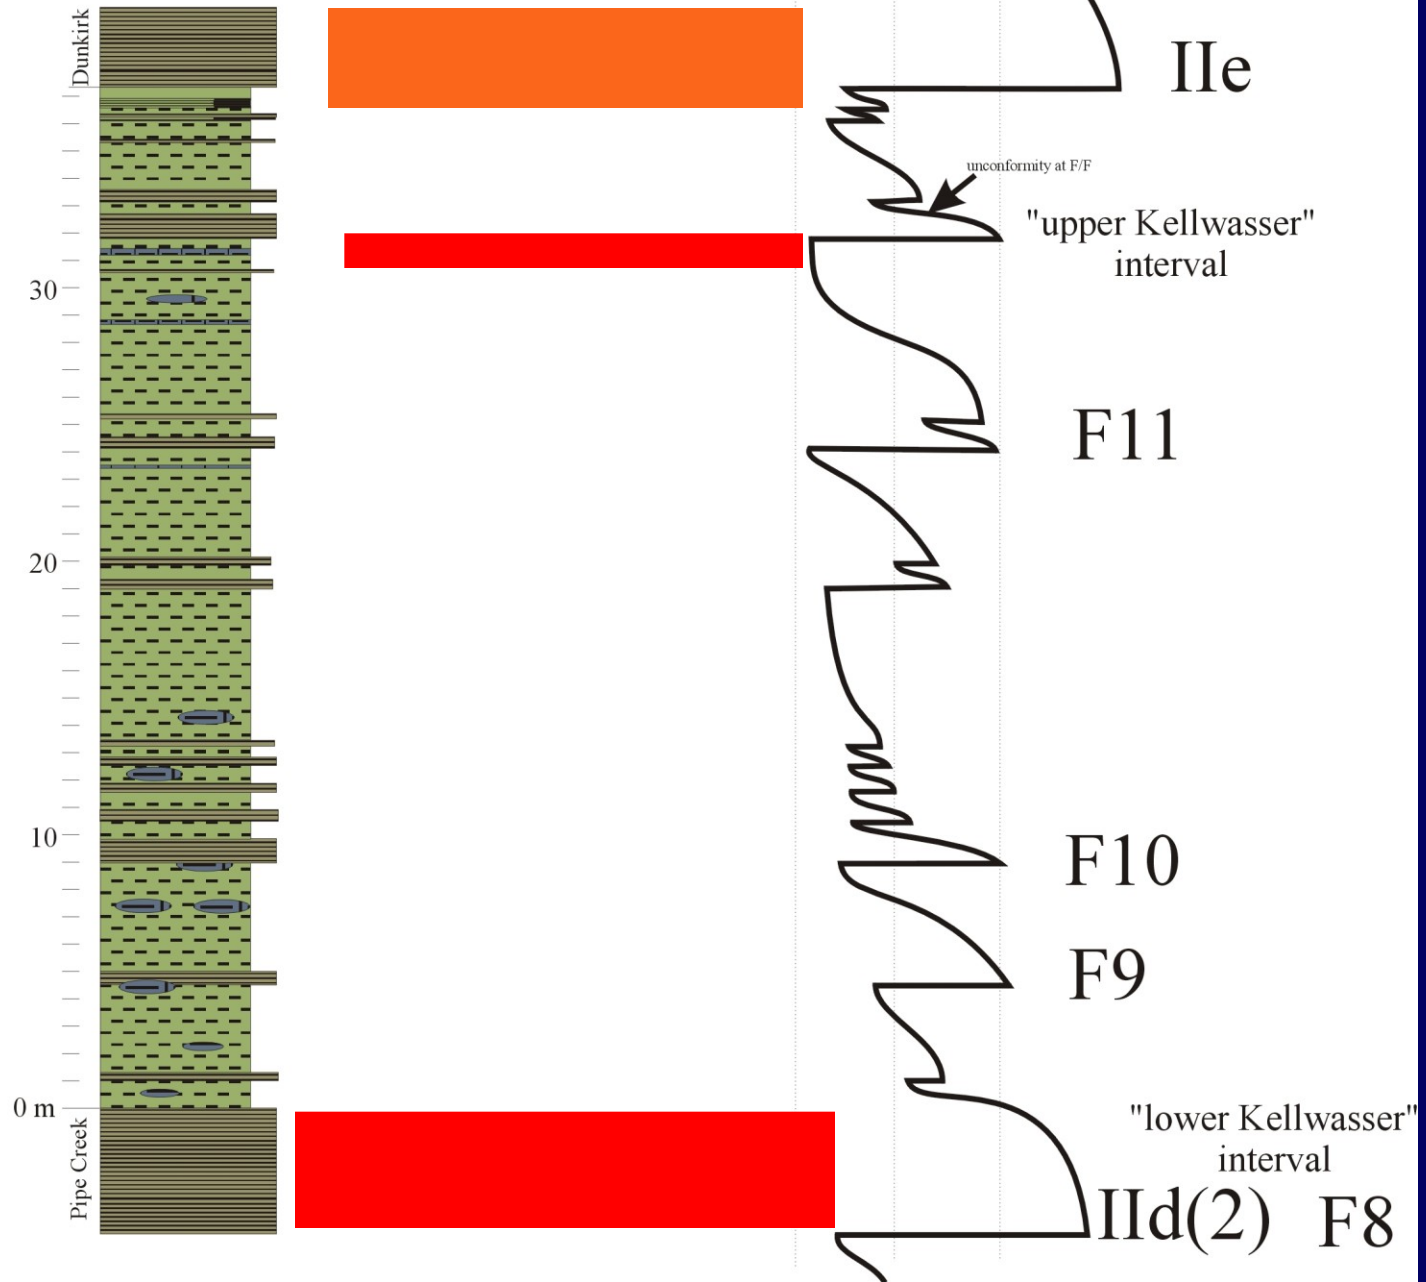 Dunkirk
IIe
unconformity at F/F
"upper Kellwasser"
interval
30
F11
20
10
F10
F9
0 m
"lower Kellwasser"
interval
Pipe Creek
IId(2) F8